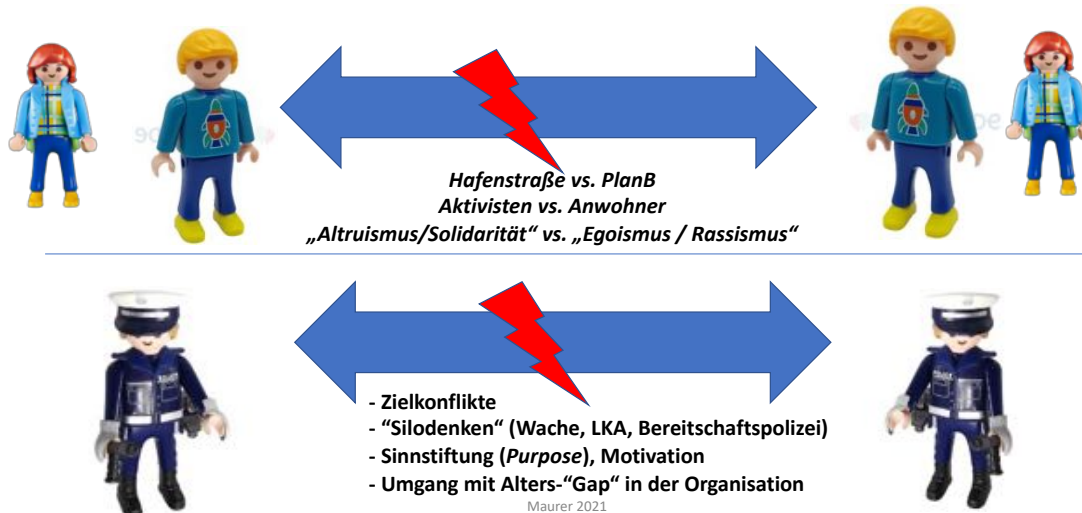 Hafenstraße vs. PlanB
Aktivisten vs. Anwohner
„Altruismus/Solidarität“ vs. „Egoismus / Rassismus“
- Zielkonflikte
- “Silodenken“ (Wache, LKA, Bereitschaftspolizei)
- Sinnstiftung (Purpose), Motivation
- Umgang mit Alters-“Gap“ in der Organisation
Maurer 2021